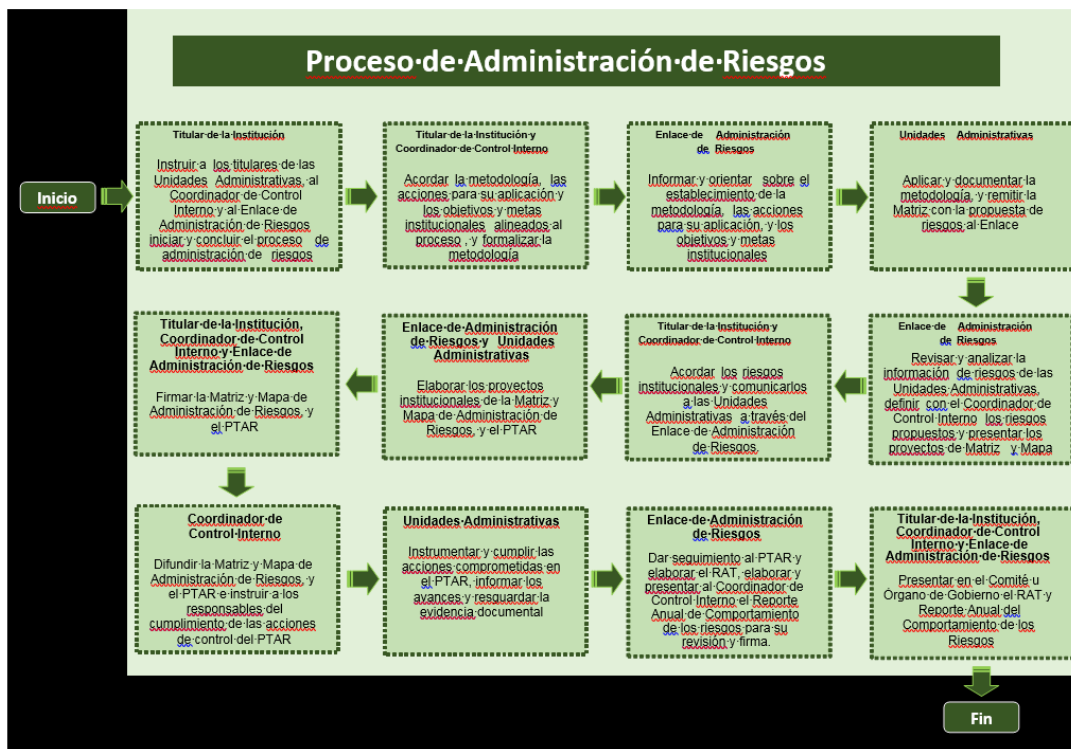 Proceso de Administración de Riesgos
Inicio
Titular de la Institución
Instruir a los titulares de las
Unidades Administrativas, al
Coordinador de Control
Interno y al Enlace de
Administración de Riesgos
iniciar y concluir el proceso de
administración de riesgos
Titular de la Institución y
Coordinador de Control Interno
Acordar la metodología, las
acciones para su aplicación y
los objetivos y metas
institucionales alineados al
proceso , y formalizar la
metodología
Enlace de Administración
de Riesgos
Informar y orientar sobre el
establecimiento de la
metodología, las acciones
para su aplicación, y los
objetivos y metas
institucionales
Unidades Administrativas
Aplicar y documentar la
metodología, y remitir la
Matriz con la propuesta de
riesgos al Enlace
Enlace de Administración
de Riesgos
Revisar y analizar la
información de riesgos de las
Unidades Admintrativas,
definir con el Coordinador de
Control Interno los riesgos
propuestos y presentar los
proyectos de Matriz y Mapa
Titular de la Institución y
Coordinador de Control Interno
Acordar los riesgos
institucionales y comunicarlos
a las Unidades
Administrativas a través del
Enlace de Administración
de Riesgos.
Enlace de Administración
de Riesgos y Unidades
Administrativas
Elaborar los proyectos
institucionales de la Matriz y
Mapa de Administración de
Riesgos, y el PTAR
Titular de la Institución,
Coordinador de Control
Interno y Enlace de
Administración de Riesgos
Firmar la Matriz y Mapa de
Administración de Riesgos, y
el PTAR
Coordinador de
Control Interno
Difundir la Matriz y Mapa de
Administración de Riesgos, y
el PTAR e instruir a los
responsables del
cumplimiento de las acciones
de control del PTAR
Unidades Administrativas
Instrumentar y cumplir las
acciones comprometidas en
el PTAR, informar los
avances y resguardar la
evidencia documental
Enlace de Administración
de Riesgos
Dar seguimiento al PTAR y
elaborar el RAT, elaborar y
presentar al Coordinador de
Control Interno el Reporte
Anual de Comportamiento
de los riesgos para su
revisión y firma.
Titular de la Institución,
Coordinador de Control
Interno y Enlace de
Administración de Riesgos
Presentar en el Comité u
Órgano de Gobierno el RAT y
Reporte Anual del
Comportamiento de los
Riesgos
Fin